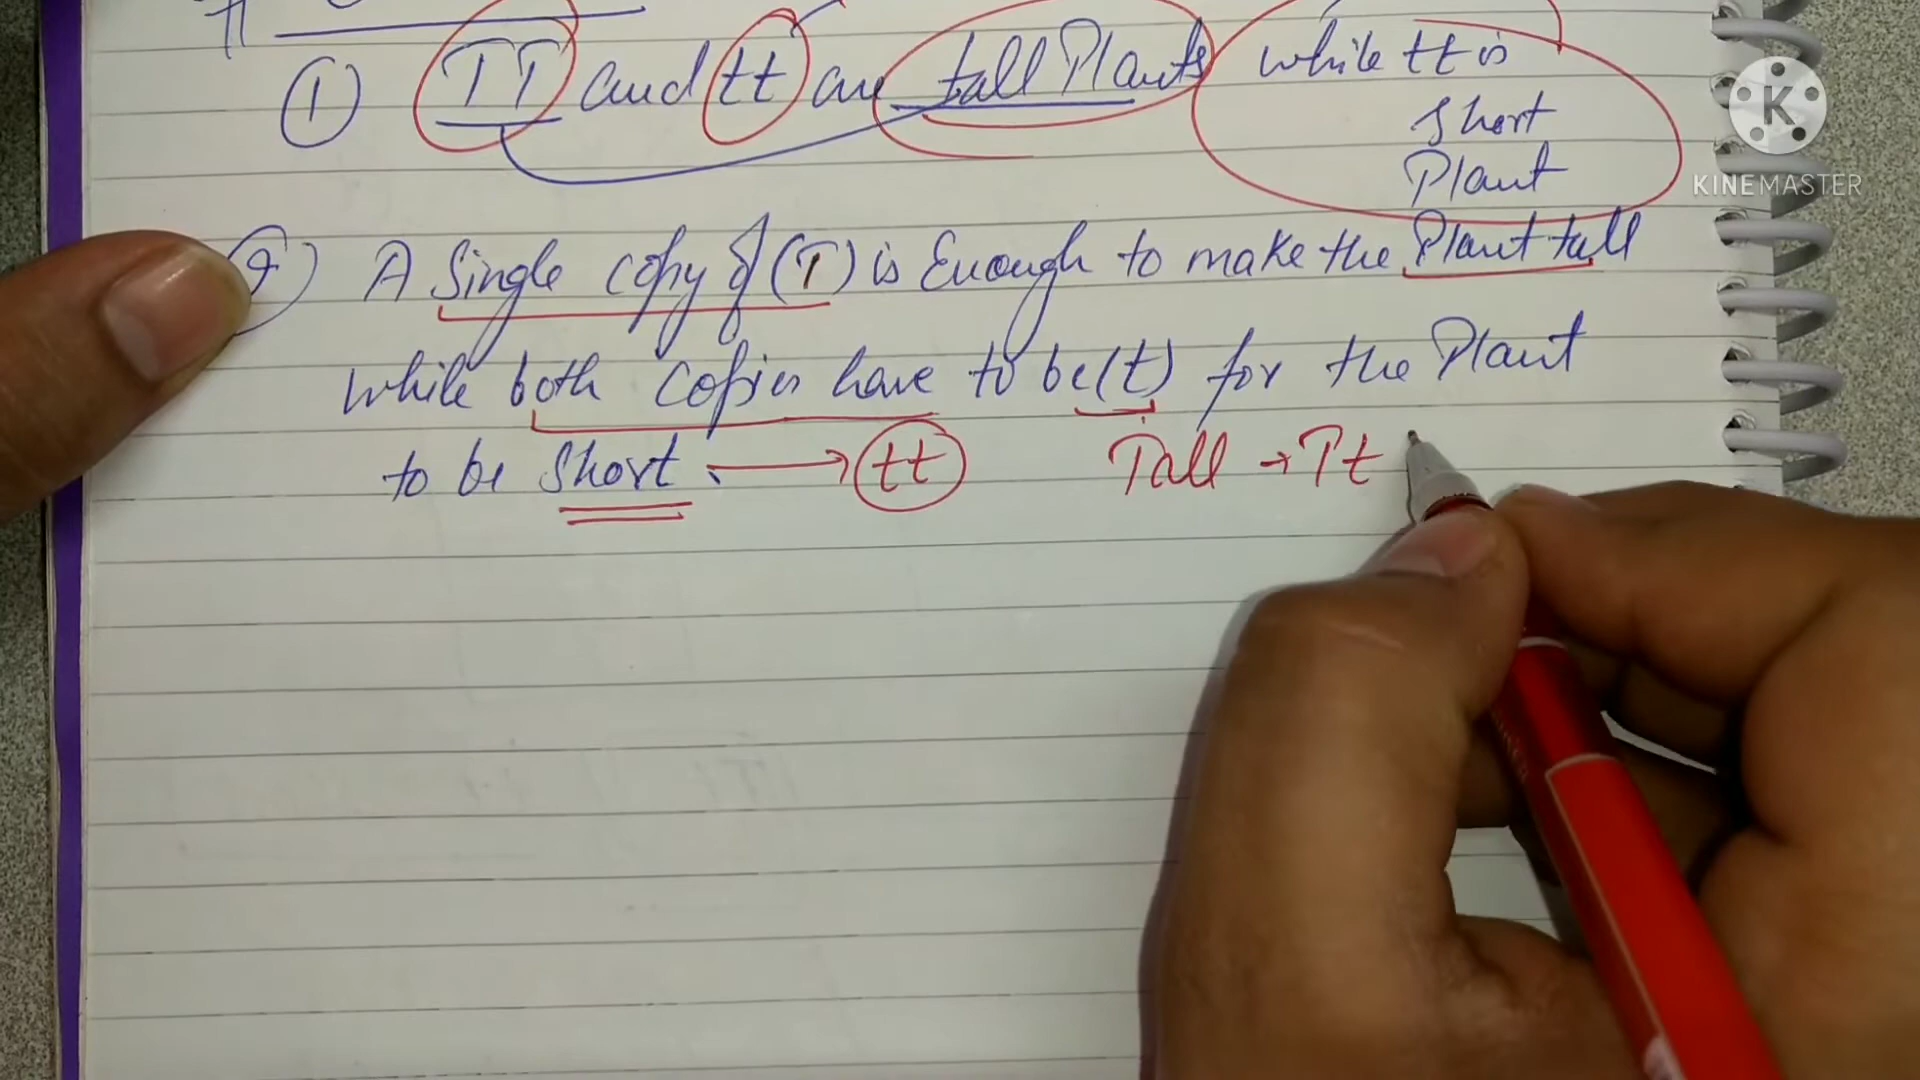 ① TT and tt are tall Plants while tt is
short
Plant
② A Single copy of (T) is Enough to make the Plant tall
while both copies have to be (t) for the Plant
to be Short. → tt Tall → Tt
K
KINEMASTER